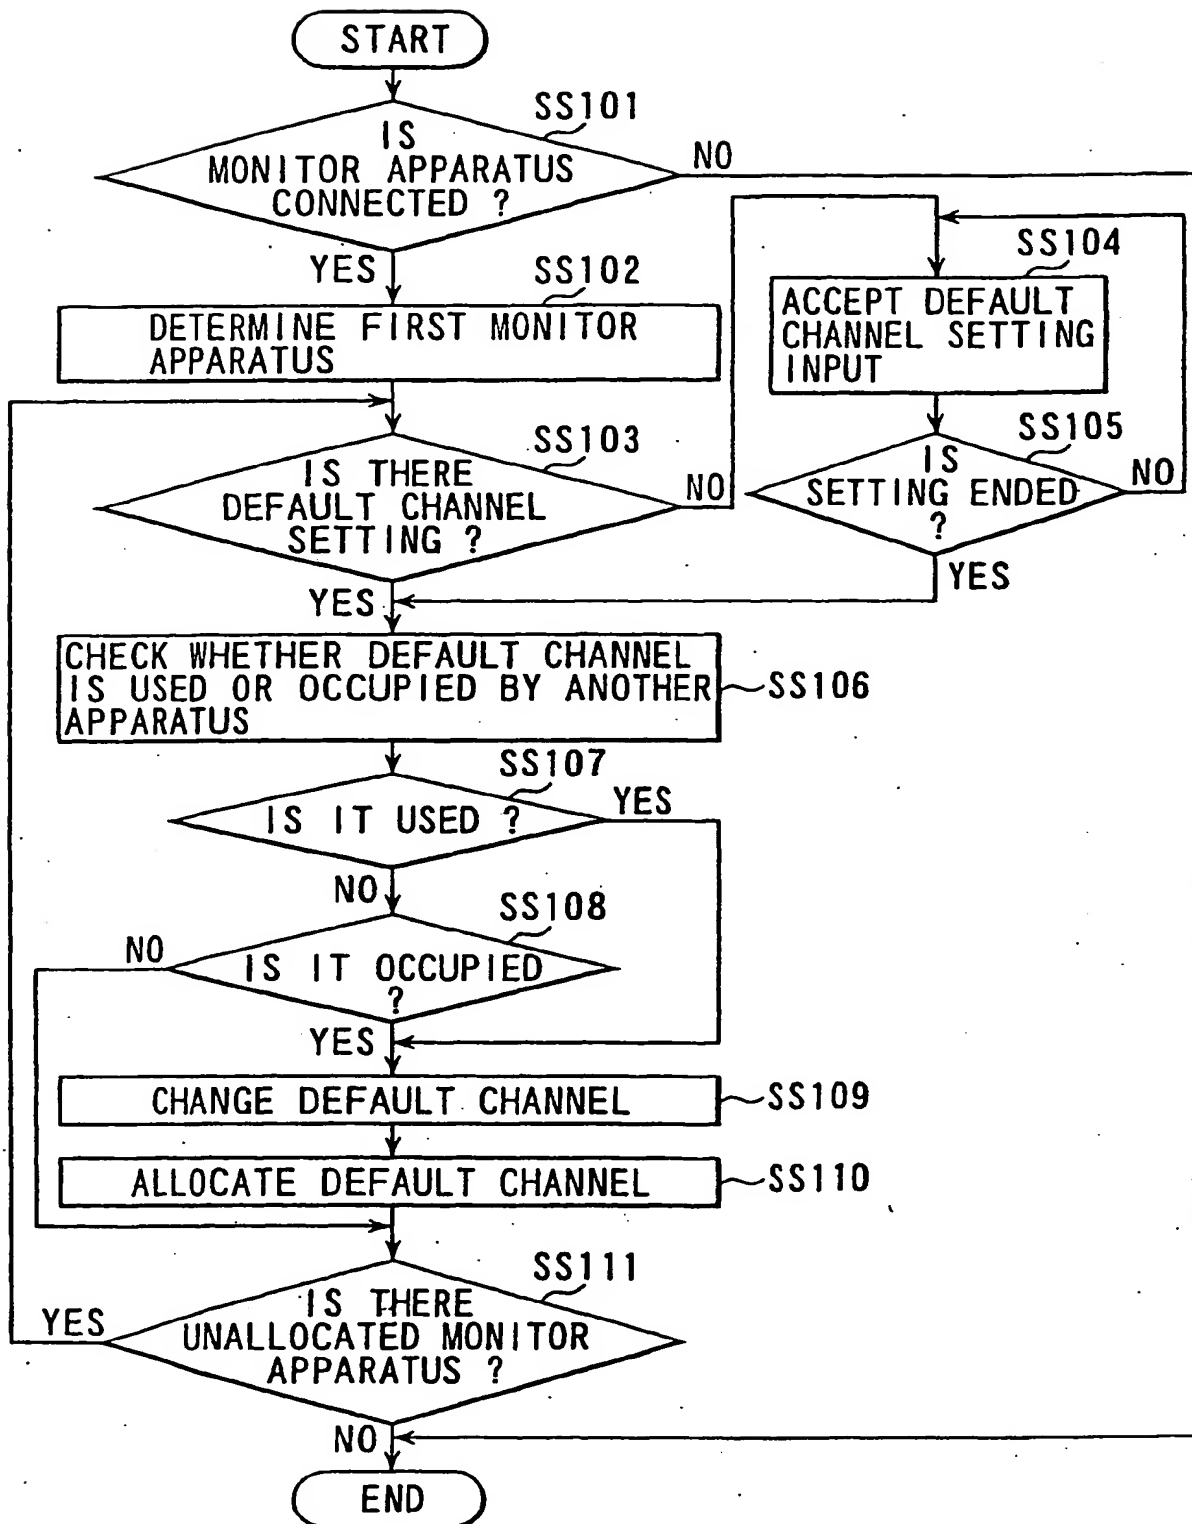 START
SS101
IS
MONITOR APPARATUS
CONNECTED ?
NO
YES
SS102
DETERMINE FIRST MONITOR
APPARATUS
SS103
IS THERE
DEFAULT CHANNEL
SETTING ?
NO
SS104
ACCEPT DEFAULT
CHANNEL SETTING
INPUT
SS105
IS
SETTING ENDED
?
NO
YES
YES
CHECK WHETHER DEFAULT CHANNEL
IS USED OR OCCUPIED BY ANOTHER
APPARATUS
SS106
SS107
IS IT USED ?
YES
NO
SS108
NO
IS IT OCCUPIED
?
YES
CHANGE DEFAULT CHANNEL
SS109
ALLOCATE DEFAULT CHANNEL
SS110
SS111
IS THERE
UNALLOCATED MONITOR
APPARATUS ?
YES
NO
END